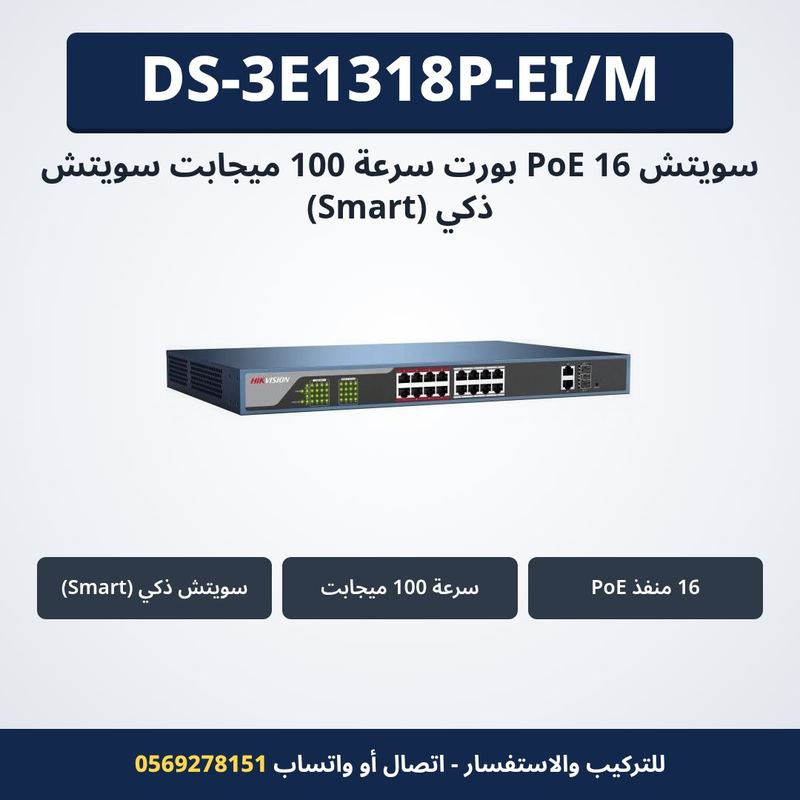 DS-3E1318P-EI/M
سويتش PoE 16 بورت سرعة 100 ميجابت سويتش
ذكي (Smart)
HIKVISION
16 منفذ PoE
سرعة 100 ميجابت
سويتش ذكي (Smart)
للتركيب والاستفسار - اتصال أو واتساب 0569278151